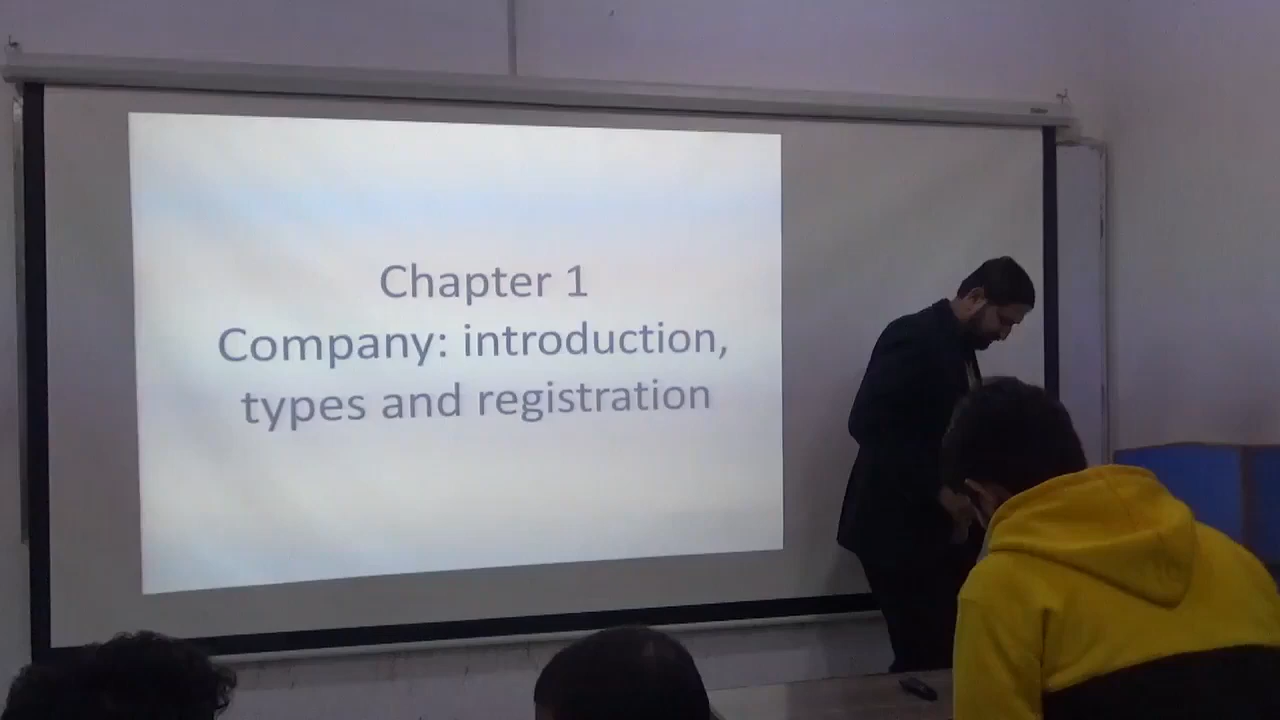 Chapter 1
Company: introduction,
types and registration